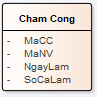 Cham Cong
- MaCC
- MaNV
- NgayLam
- SoCaLam